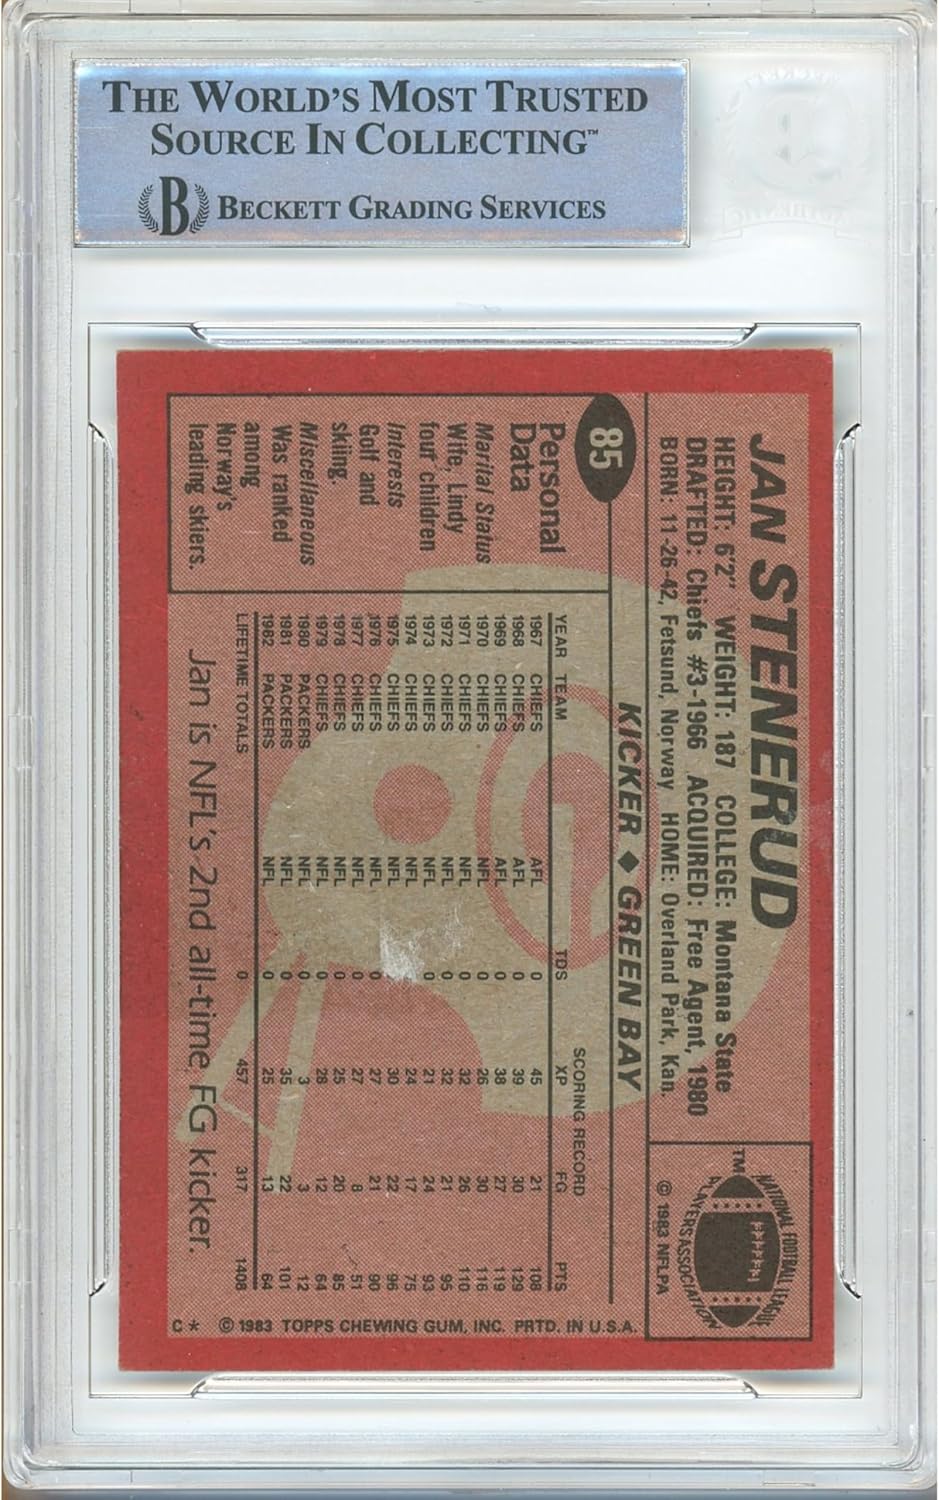 THE WORLD'S MOST TRUSTED
SOURCE IN COLLECTING™
B BECKETT GRADING SERVICES
JAN STENERUD
HEIGHT: 6'2" WEIGHT: 187 COLLEGE: Montana State
DRAFTED: Chiefs #3-1966 ACQUIRED: Free Agent, 1980
BORN: 11-26-42, Fetsund, Norway HOME: Overland Park, Kan.
TM
NATIONAL FOOTBALL LEAGUE
PLAYERS ASSOCIATION
© 1983 NFLPA
85
KICKER ◆ GREEN BAY
Personal
Data
Marital Status
Wife, Lindy
four children
Interests
Golf and
skiing.
Miscellaneous
Was ranked
among
Norway's
leading skiers.
SCORING RECORD
YEAR TEAM TDS XP FG PTS
1967 CHIEFS AFL 0 45 21 108
1968 CHIEFS AFL 0 39 30 129
1969 CHIEFS AFL 0 38 27 119
1970 CHIEFS NFL 0 26 30 116
1971 CHIEFS NFL 0 32 26 110
1972 CHIEFS NFL 0 32 21 95
1973 CHIEFS NFL 0 21 24 93
1974 CHIEFS NFL 24 17 75
1975 CHIEFS NFL 30 22 96
1976 CHIEFS NFL 0 27 21 90
1977 CHIEFS NFL 0 27 8 51
1978 CHIEFS NFL 0 25 20 85
1979 CHIEFS NFL 0 28 12 64
1980 PACKERS NFL 0 3 3 12
1981 PACKERS NFL 0 35 22 101
1982 PACKERS NFL 0 25 13 64
LIFETIME TOTALS 0 457 317 1408
Jan is NFL's 2nd all-time FG kicker.
C* © 1983 TOPPS CHEWING GUM, INC. PRTD. IN U.S.A.